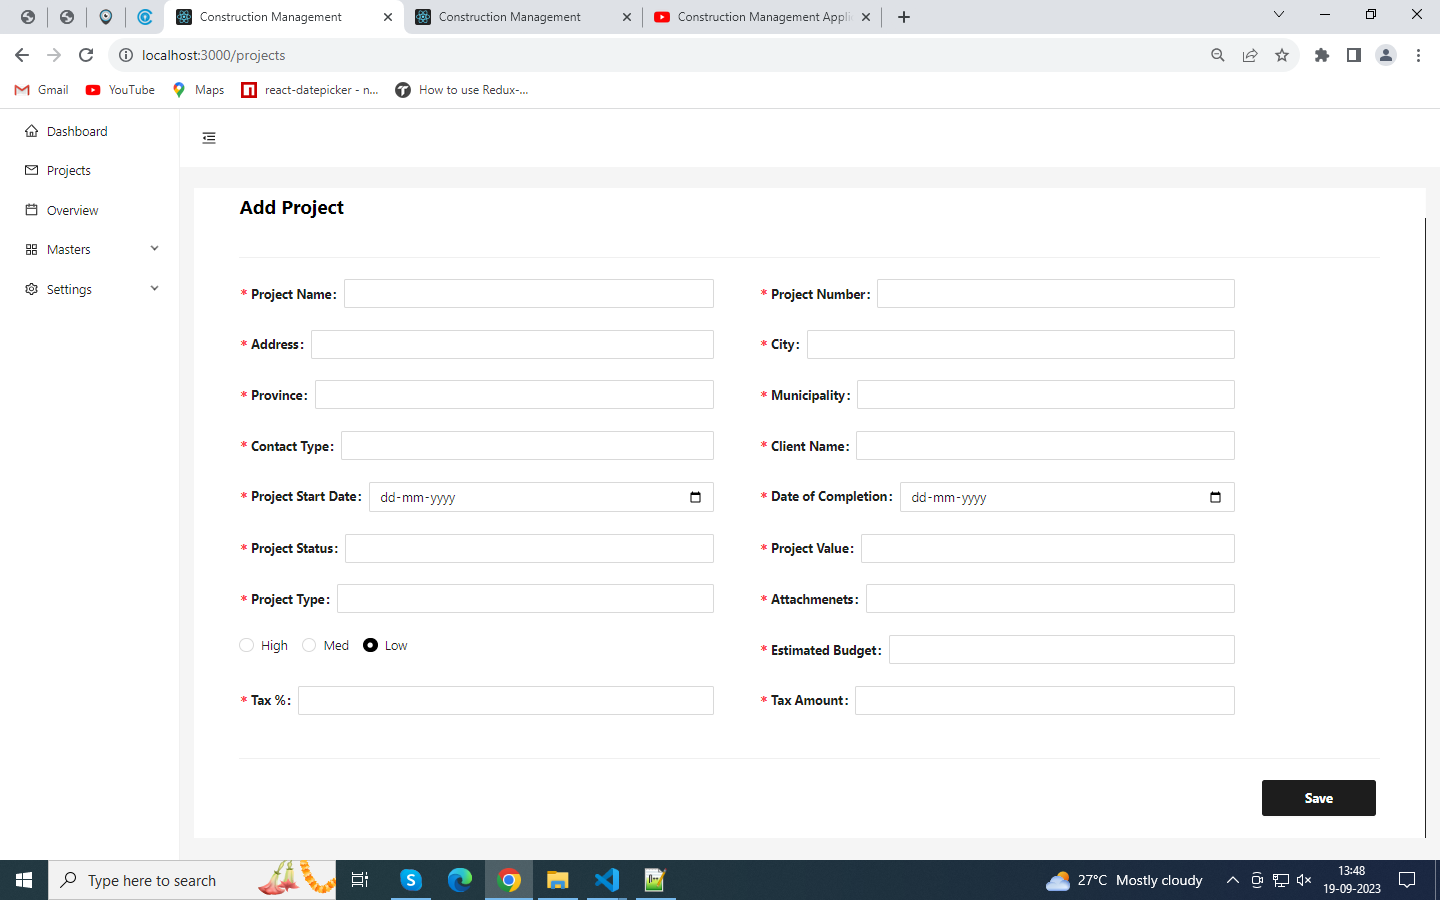 Construction Management
Construction Management
Construction Management Appli
localhost:3000/projects
Gmail
YouTube
Maps
react-datepicker - n...
How to use Redux-...
Dashboard
Projects
Overview
Masters
Settings
Add Project
* Project Name:
* Project Number:
* Address:
* City:
* Province:
* Municipality:
* Contact Type:
* Client Name:
* Project Start Date: dd-mm-yyyy
* Date of Completion: dd-mm-yyyy
* Project Status:
* Project Value:
* Project Type:
* Attachmenets:
High Med Low
* Estimated Budget:
* Tax %:
* Tax Amount:
Save
Type here to search
27°C Mostly cloudy
13:48
19-09-2023